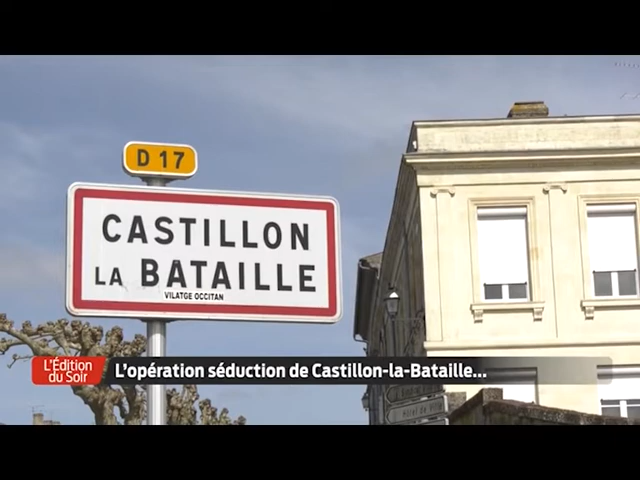 D 17
CASTILLON
LA BATAILLE
VILATGE OCCITAN
L'Édition
du Soir
L'opération séduction de Castillon-la-Bataille...